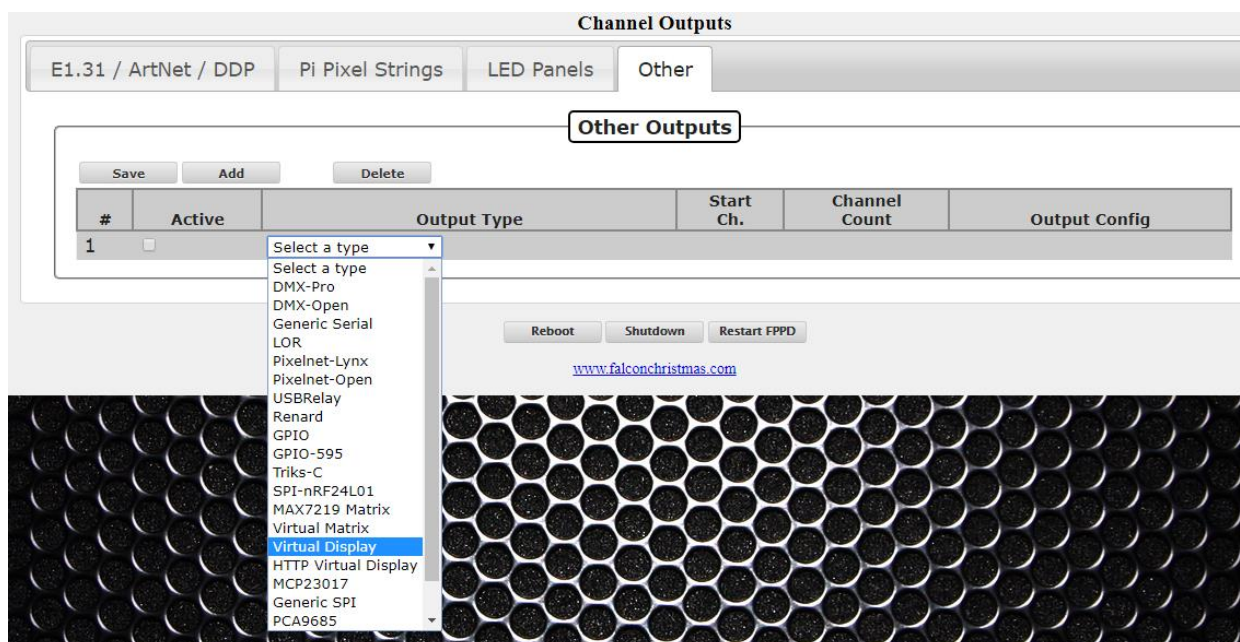 Channel Outputs
E1.31 / ArtNet / DDP Pi Pixel Strings LED Panels Other
Other Outputs
Save Add Delete
# Active Output Type Start Ch. Channel Count Output Config
1 Select a type
Select a type
DMX-Pro
DMX-Open
Generic Serial
LOR
Pixelnet-Lynx
Pixelnet-Open
USBRelay
Renard
GPIO
GPIO-595
Triks-C
SPI-nRF24L01
MAX7219 Matrix
Virtual Matrix
Virtual Display
HTTP Virtual Display
MCP23017
Generic SPI
PCA9685
Reboot Shutdown Restart FPPD
www.falconchristmas.com